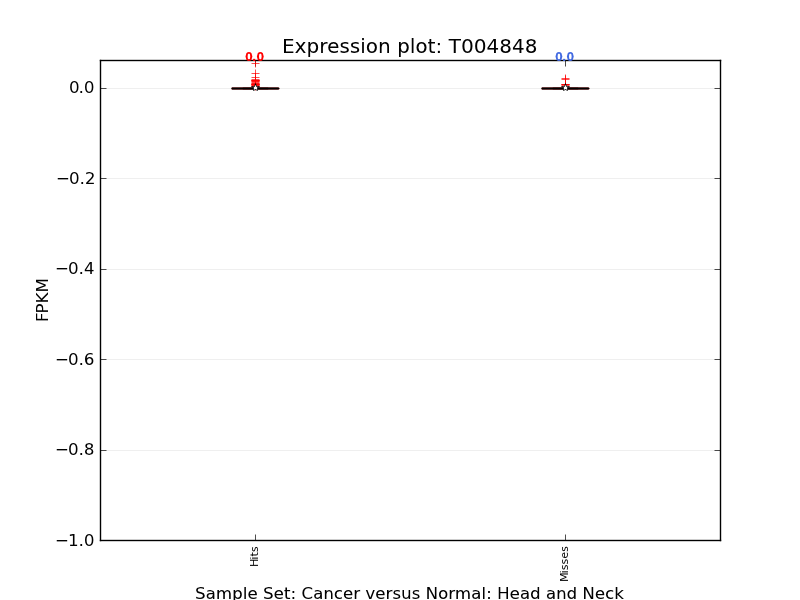 Expression plot: T004848
0.0 0.0
0.0
−0.2
−0.4
FPKM
−0.6
−0.8
−1.0
Hits Misses
Sample Set: Cancer versus Normal: Head and Neck